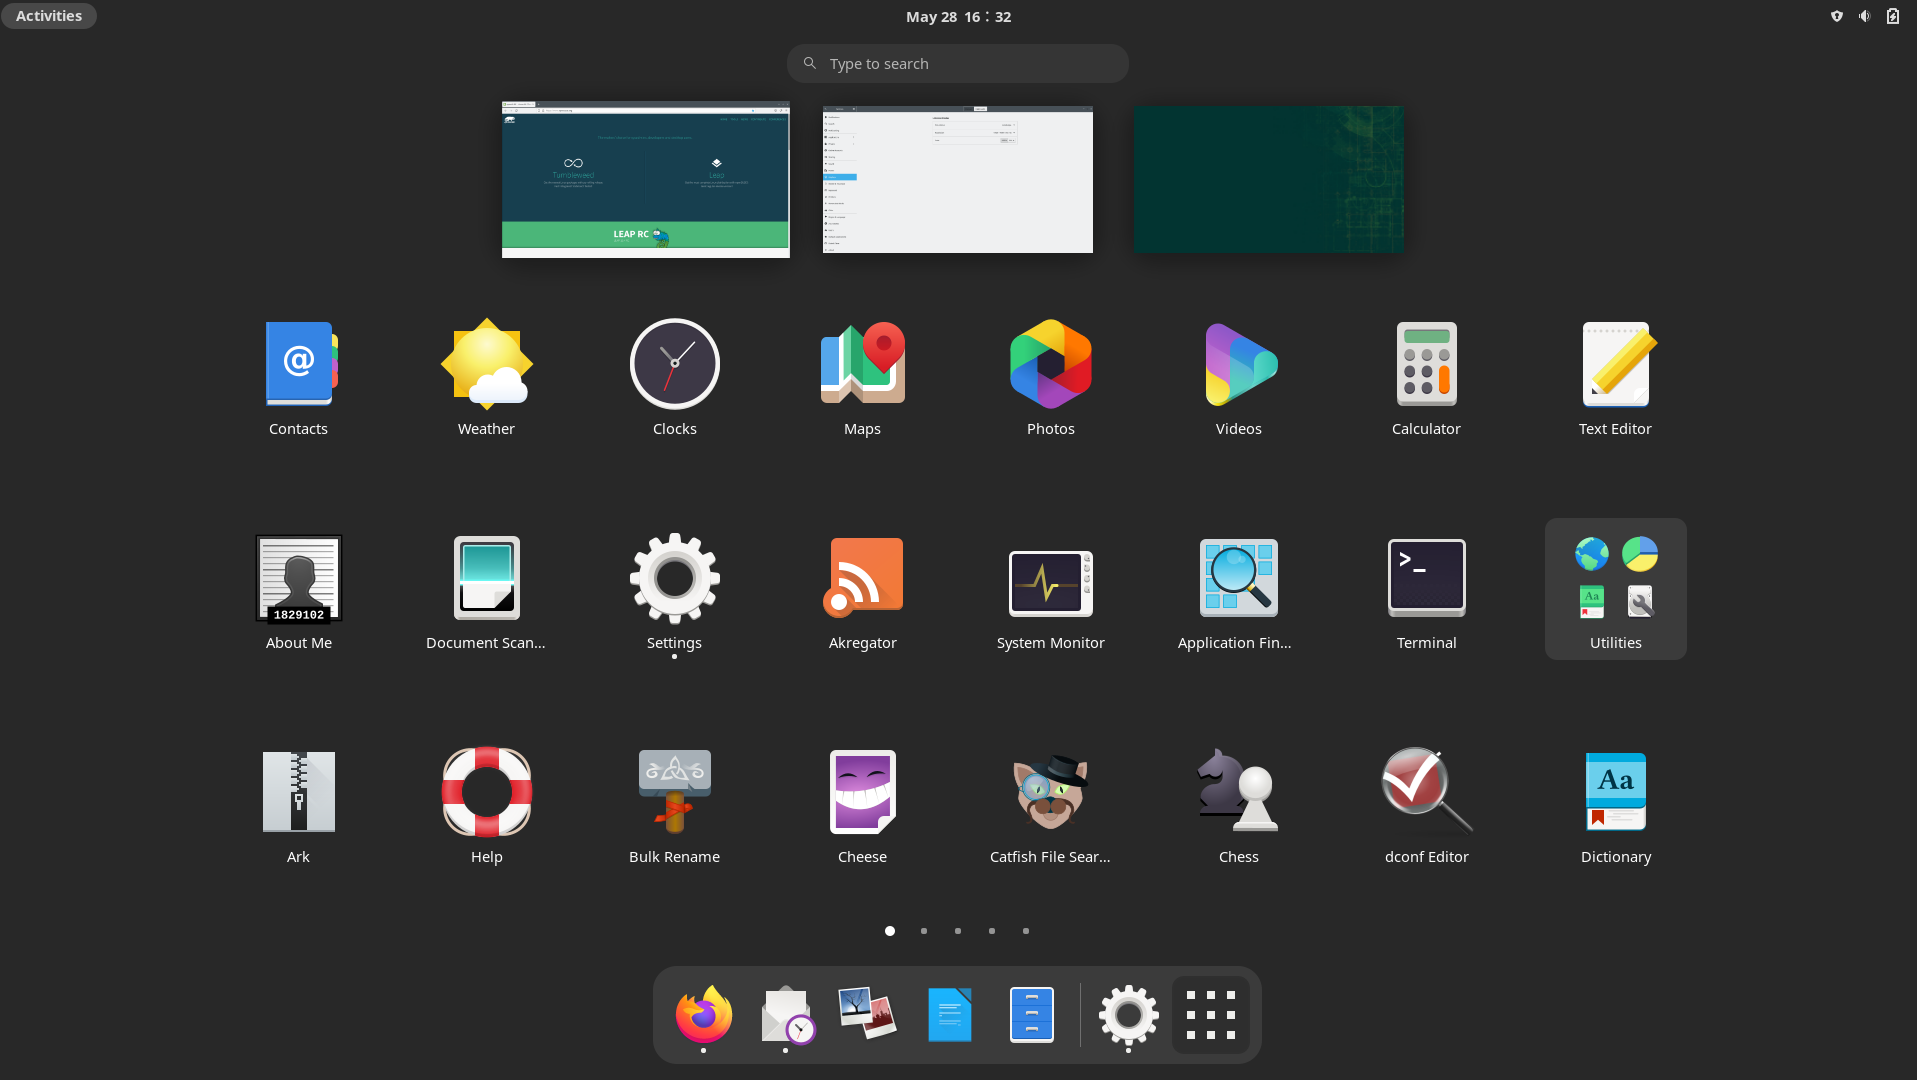 Activities
May 28 16:32
Type to search
Tumbleweed
Leap
LEAP RC
Contacts
Weather
Clocks
Maps
Photos
Videos
Calculator
Text Editor
1829102
About Me
Document Scan...
Settings
Akregator
System Monitor
Application Fin...
>_
Terminal
Aa
Utilities
@
Ark
Help
Bulk Rename
Cheese
Catfish File Sear...
Chess
dconf Editor
Aa
Dictionary